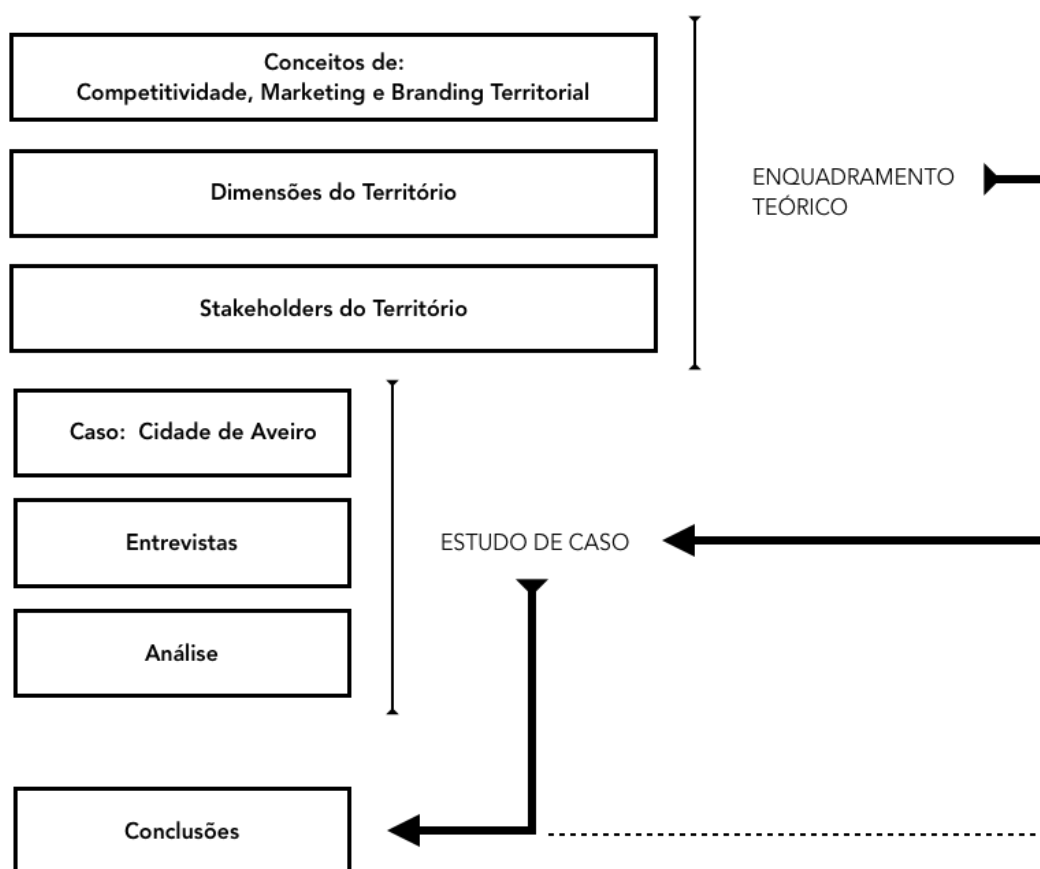 Conceitos de:
Competitividade, Marketing e Branding Territorial
Dimensões do Território
Stakeholders do Território
ENQUADRAMENTO
TEÓRICO
Caso: Cidade de Aveiro
Entrevistas
Análise
ESTUDO DE CASO
Conclusões